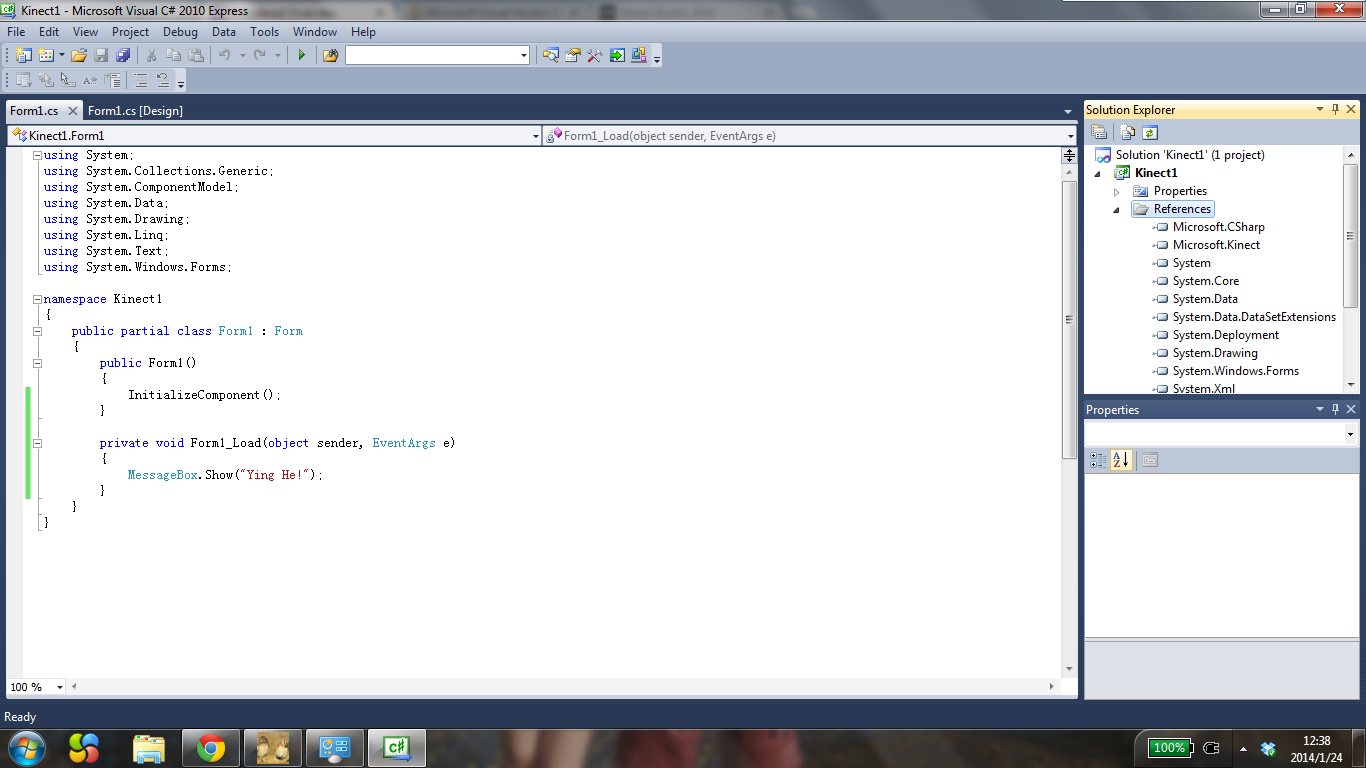 Kinect1 - Microsoft Visual C# 2010 Express
File Edit View Project Debug Data Tools Window Help
Form1.cs Form1.cs [Design]
Kinect1.Form1 Form1_Load(object sender, EventArgs e)
using System;
using System.Collections.Generic;
using System.ComponentModel;
using System.Data;
using System.Drawing;
using System.Linq;
using System.Text;
using System.Windows.Forms;
namespace Kinect1
{
public partial class Form1 : Form
{
public Form1()
{
InitializeComponent();
}
private void Form1_Load(object sender, EventArgs e)
{
MessageBox.Show("Ying He!");
}
}
}
100 %
Solution Explorer
Solution 'Kinect1' (1 project)
Kinect1
Properties
References
Microsoft.CSharp
Microsoft.Kinect
System
System.Core
System.Data
System.Data.DataSetExtensions
System.Deployment
System.Drawing
System.Windows.Forms
System.Xml
Properties
Ready
100%
12:38
2014/1/24